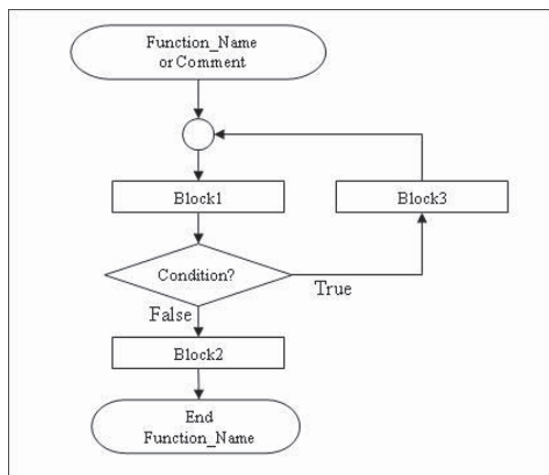 Function_Name
or Comment
Block1
Block3
Condition?
True
False
Block2
End
Function_Name